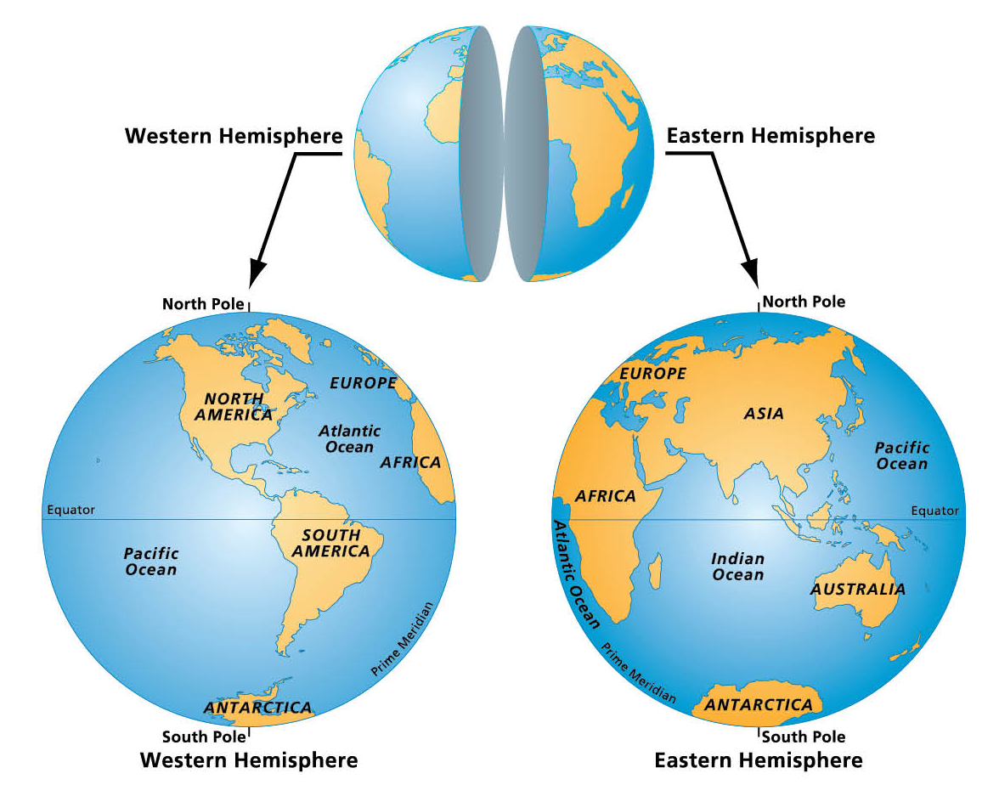 Western Hemisphere
Eastern Hemisphere
North Pole
EUROPE
NORTH
AMERICA
Atlantic
Ocean
AFRICA
Equator
SOUTH
AMERICA
Pacific
Ocean
Prime Meridian
ANTARCTICA
South Pole
Western Hemisphere
North Pole
EUROPE
ASIA
Pacific
Ocean
AFRICA
Equator
Atlantic Ocean
Indian
Ocean
AUSTRALIA
Prime Meridian
ANTARCTICA
South Pole
Eastern Hemisphere